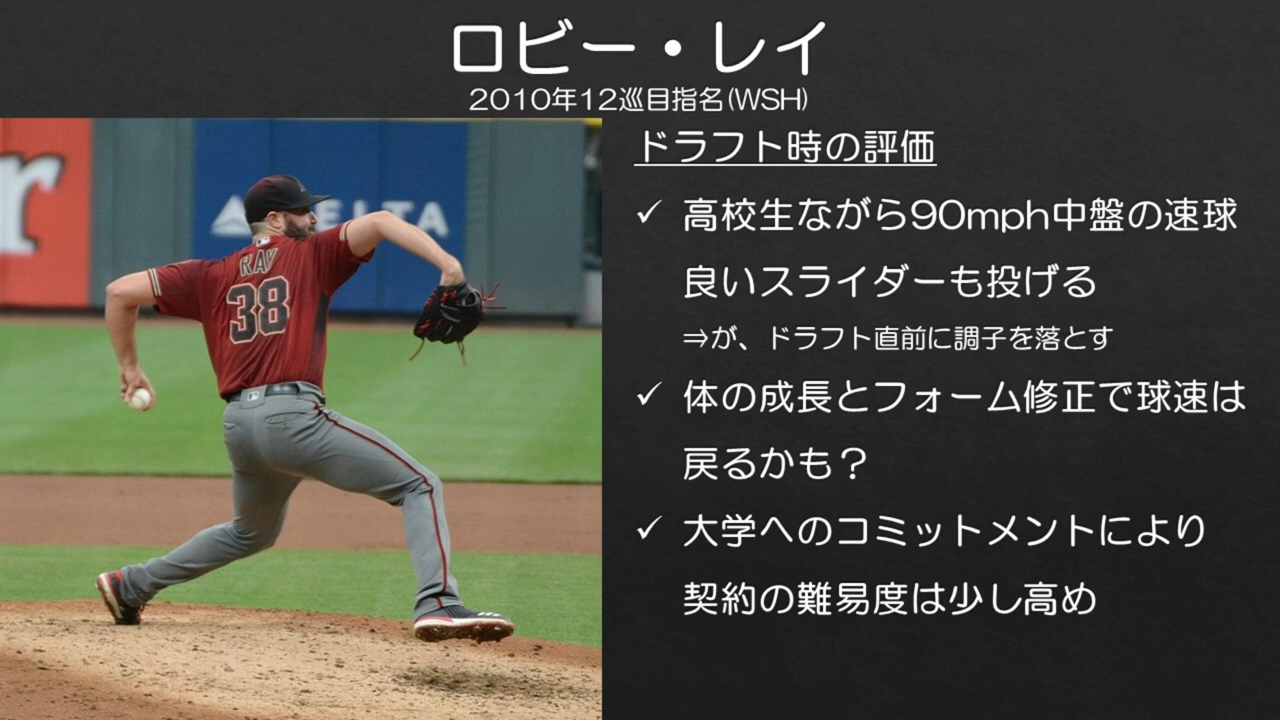 ロビー・レイ
2010年12巡目指名(WSH)
ドラフト時の評価
✓ 高校生ながら90mph中盤の速球
良いスライダーも投げる
⇒が、ドラフト直前に調子を落とす
✓ 体の成長とフォーム修正で球速は
戻るかも？
✓ 大学へのコミットメントにより
契約の難易度は少し高め
r
DELTA
RAY
38